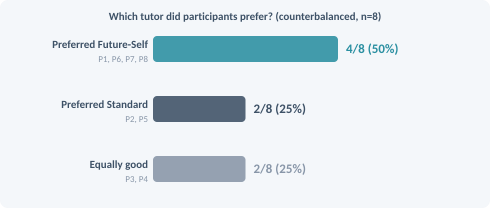 Which tutor did participants prefer? (counterbalanced, n=8)
Preferred Future-Self
P1, P6, P7, P8
4/8 (50%)
Preferred Standard
P2, P5
2/8 (25%)
Equally good
P3, P4
2/8 (25%)